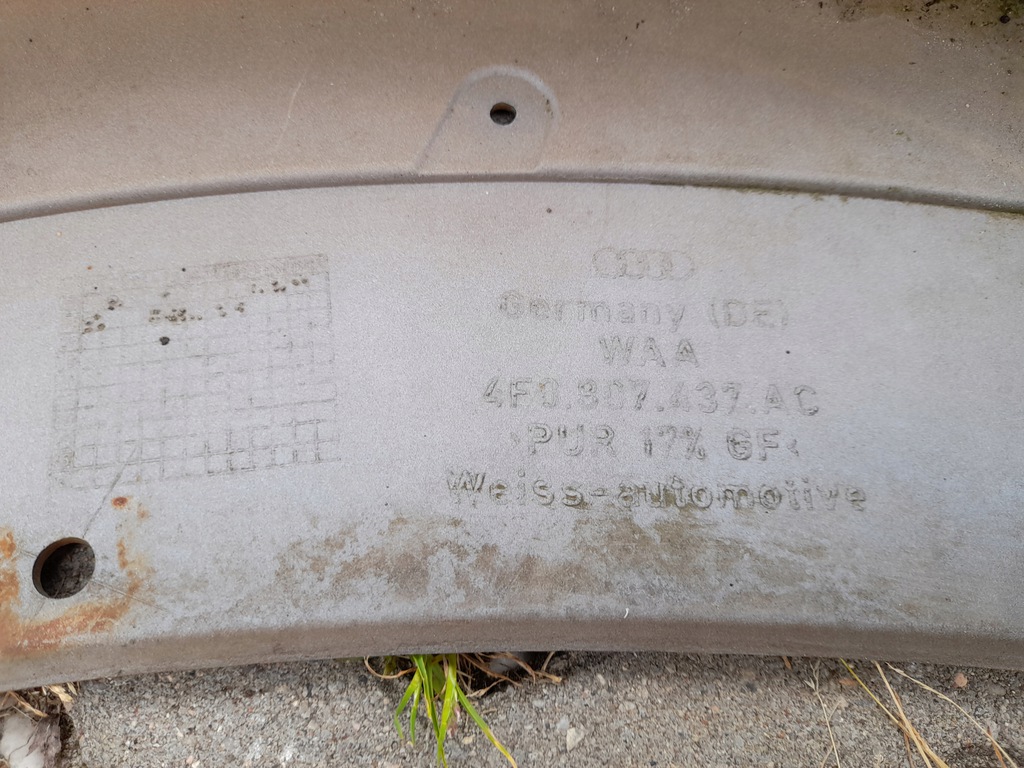 Germany (DE)
WAA
4F0.807.437.AC
>PUR 17% GF<
Weiss-automotive